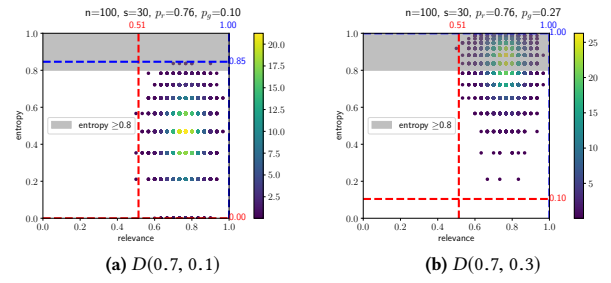 n=100, s=30, p_r=0.76, p_g=0.10
0.51 1.00
1.0
0.8
0.6
0.4
0.2
0.0
entropy
0.85
0.00
entropy ≥0.8
0.0 0.2 0.4 0.6 0.8 1.0
relevance
20.0
17.5
15.0
12.5
10.0
7.5
5.0
2.5
(a) D(0.7, 0.1)
n=100, s=30, p_r=0.76, p_g=0.27
0.51 1.00
1.0
0.8
0.6
0.4
0.2
0.0
entropy
1.00
0.10
entropy ≥0.8
0.0 0.2 0.4 0.6 0.8 1.0
relevance
25
20
15
10
5
(b) D(0.7, 0.3)